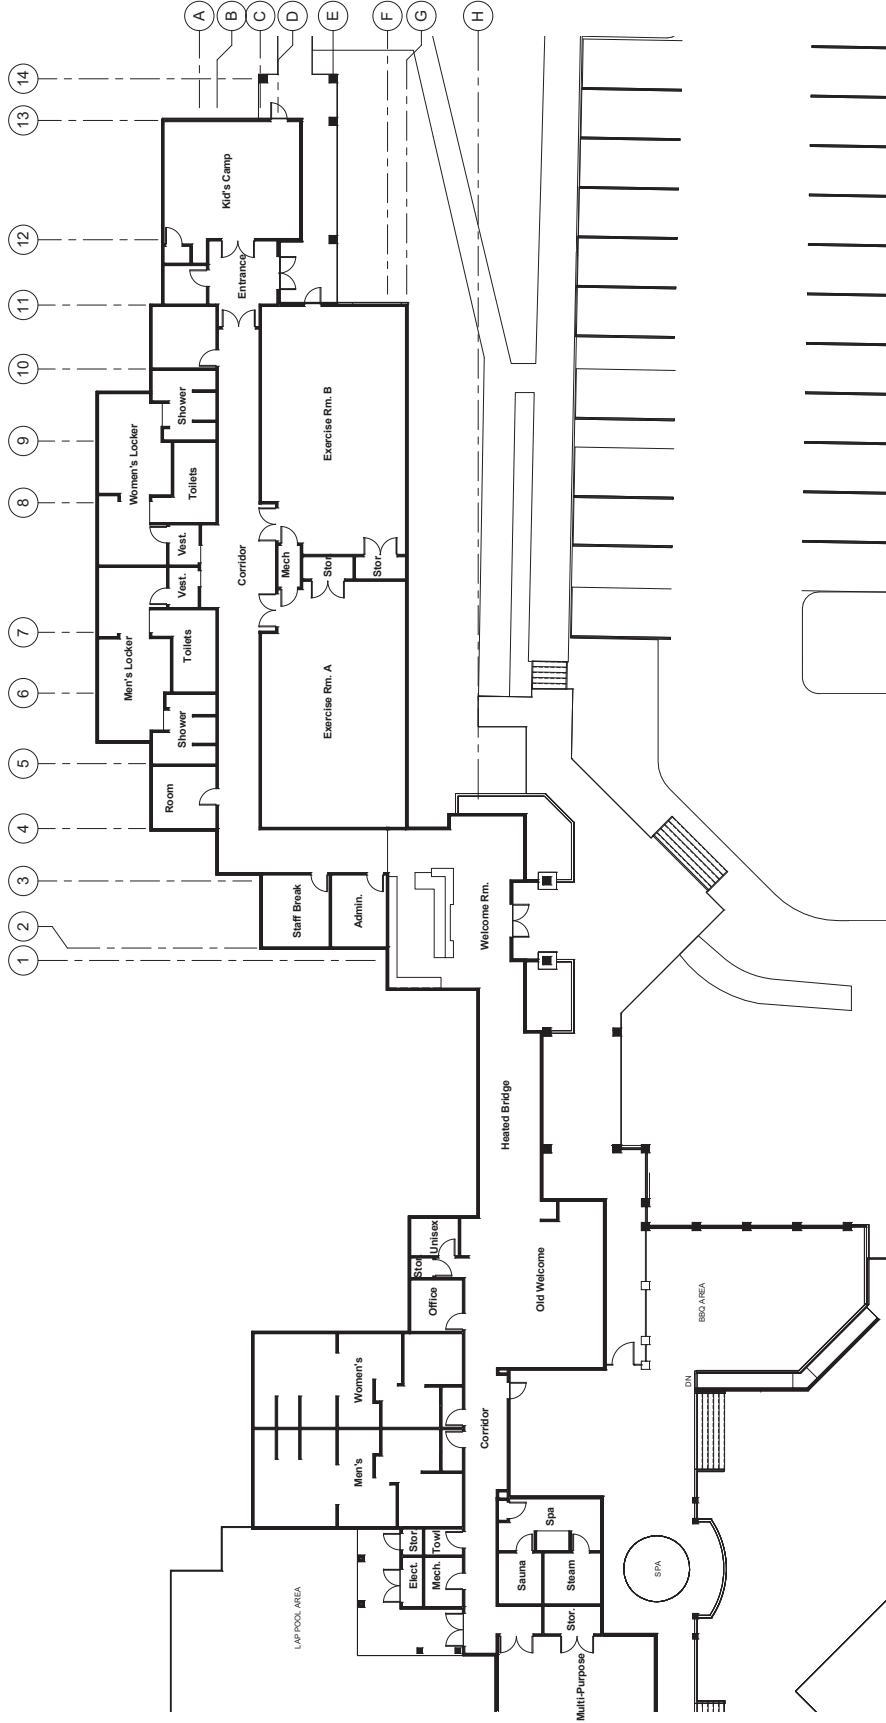 A
B
C
D
E
F
G
H
14
13
12
11
10
9
8
7
6
5
4
3
2
1
Kid's Camp
Entrance
Shower
Women's Locker
Toilets
Exercise Rm. B
Vest.
Vest.
Corridor
Mech
Stor.
Stor.
Men's Locker
Toilets
Exercise Rm. A
Shower
Room
Staff Break
Admin.
Welcome Rm.
Heated Bridge
Unisex
Stor.
Office
Old Welcome
BBQ AREA
DN
Women's
Men's
Corridor
Stor.
Towl
Elect.
Mech.
Spa
Sauna
Steam
Stor.
SPA
LAP POOL AREA
Multi-Purpose